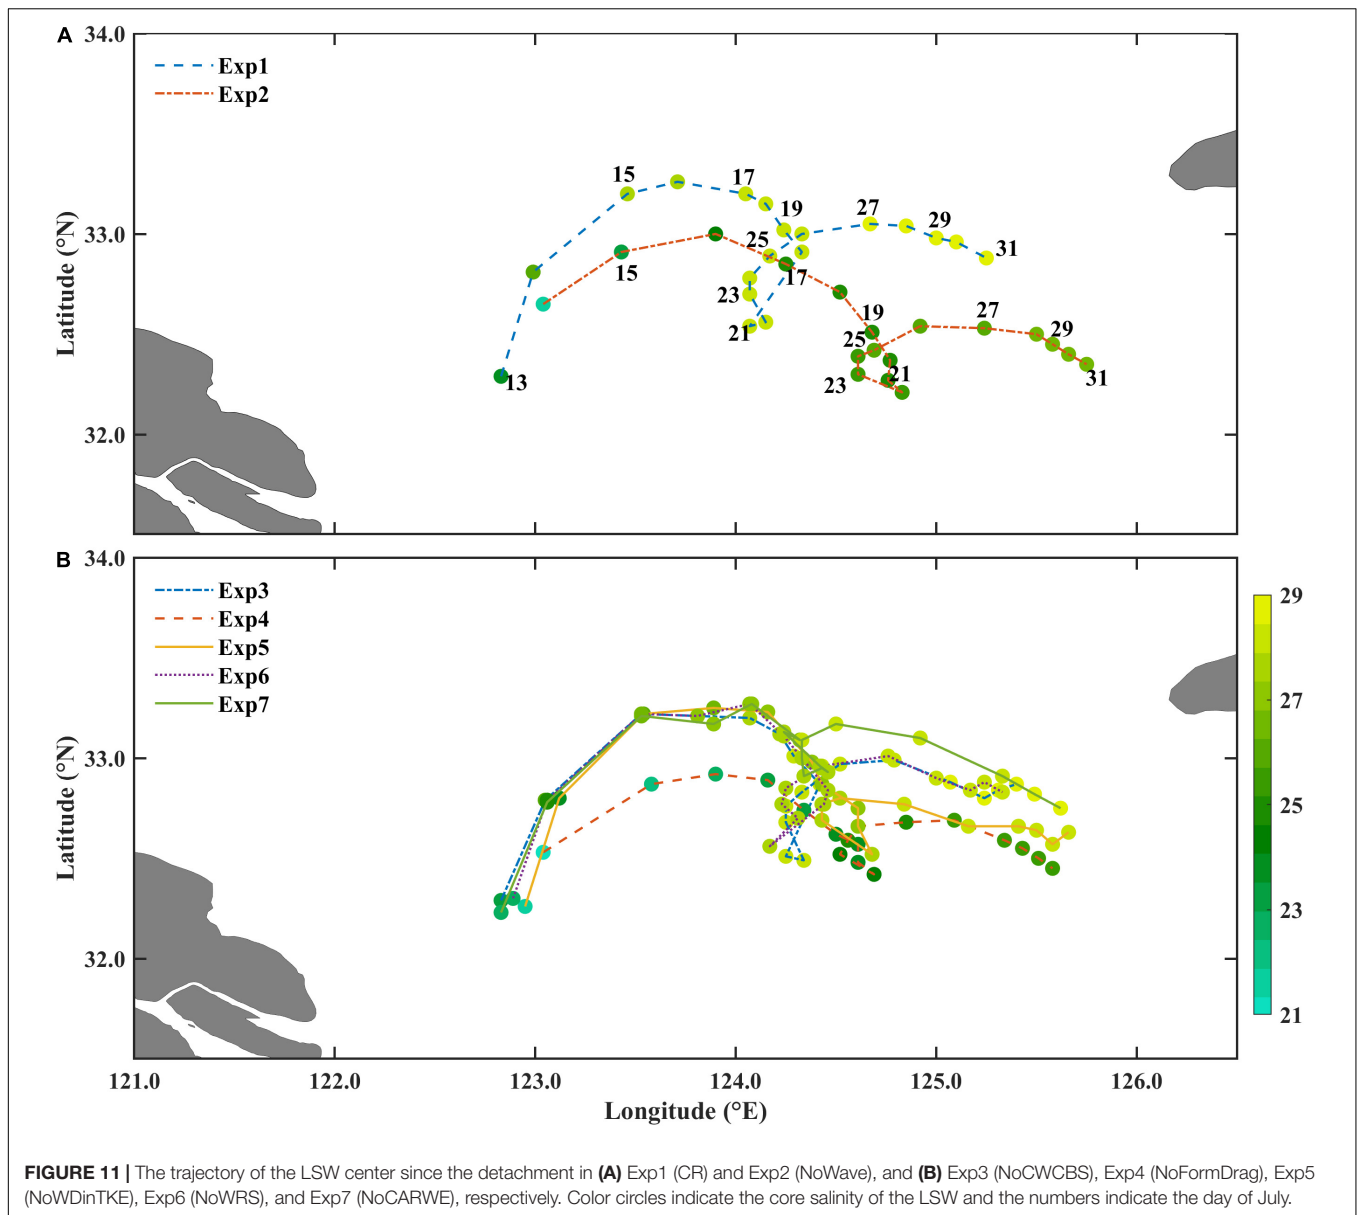 A
34.0
33.0
32.0
Latitude (°N)
Exp1
Exp2
13
15
17
19
21
23
25
27
29
31
15
17
19
21
23
25
27
29
31
B
34.0
33.0
32.0
Latitude (°N)
Exp3
Exp4
Exp5
Exp6
Exp7
29
27
25
23
21
121.0 122.0 123.0 124.0 125.0 126.0
Longitude (°E)
FIGURE 11 | The trajectory of the LSW center since the detachment in (A) Exp1 (CR) and Exp2 (NoWave), and (B) Exp3 (NoCWCBS), Exp4 (NoFormDrag), Exp5
(NoWDinTKE), Exp6 (NoWRS), and Exp7 (NoCARWE), respectively. Color circles indicate the core salinity of the LSW and the numbers indicate the day of July.